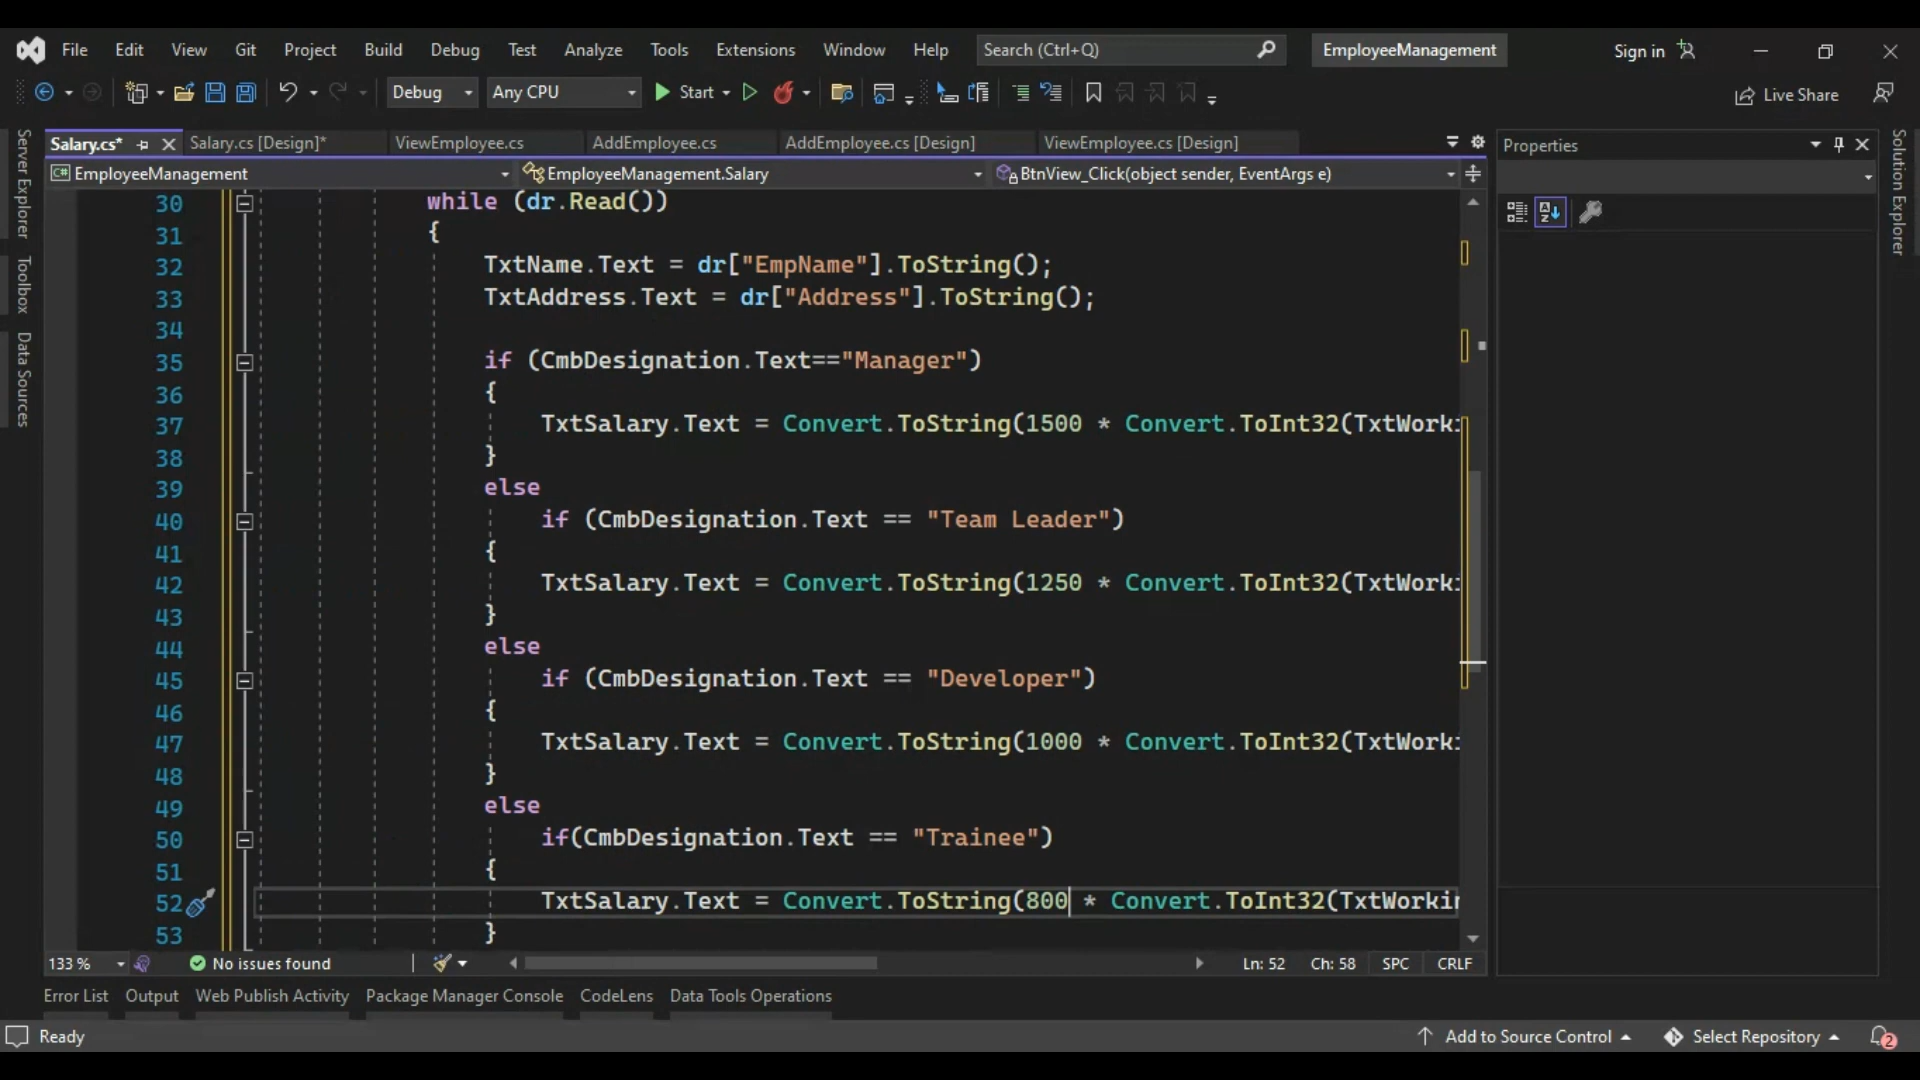 File Edit View Git Project Build Debug Test Analyze Tools Extensions Window Help Search (Ctrl+Q) EmployeeManagement Sign in
Debug Any CPU Start Live Share
Server Explorer
Toolbox
Data Sources
Salary.cs* Salary.cs [Design]* ViewEmployee.cs AddEmployee.cs AddEmployee.cs [Design] ViewEmployee.cs [Design]
EmployeeManagement EmployeeManagement.Salary BtnView_Click(object sender, EventArgs e)
30 while (dr.Read())
31 {
32 TxtName.Text = dr["EmpName"].ToString();
33 TxtAddress.Text = dr["Address"].ToString();
34
35 if (CmbDesignation.Text=="Manager")
36 {
37 TxtSalary.Text = Convert.ToString(1500 * Convert.ToInt32(TxtWorki
38 }
39 else
40 if (CmbDesignation.Text == "Team Leader")
41 {
42 TxtSalary.Text = Convert.ToString(1250 * Convert.ToInt32(TxtWorki
43 }
44 else
45 if (CmbDesignation.Text == "Developer")
46 {
47 TxtSalary.Text = Convert.ToString(1000 * Convert.ToInt32(TxtWorki
48 }
49 else
50 if(CmbDesignation.Text == "Trainee")
51 {
52 TxtSalary.Text = Convert.ToString(800 * Convert.ToInt32(TxtWorkin
53 }
133 % No issues found Ln: 52 Ch: 58 SPC CRLF
Properties
Solution Explorer
Error List Output Web Publish Activity Package Manager Console CodeLens Data Tools Operations
Ready Add to Source Control Select Repository 2